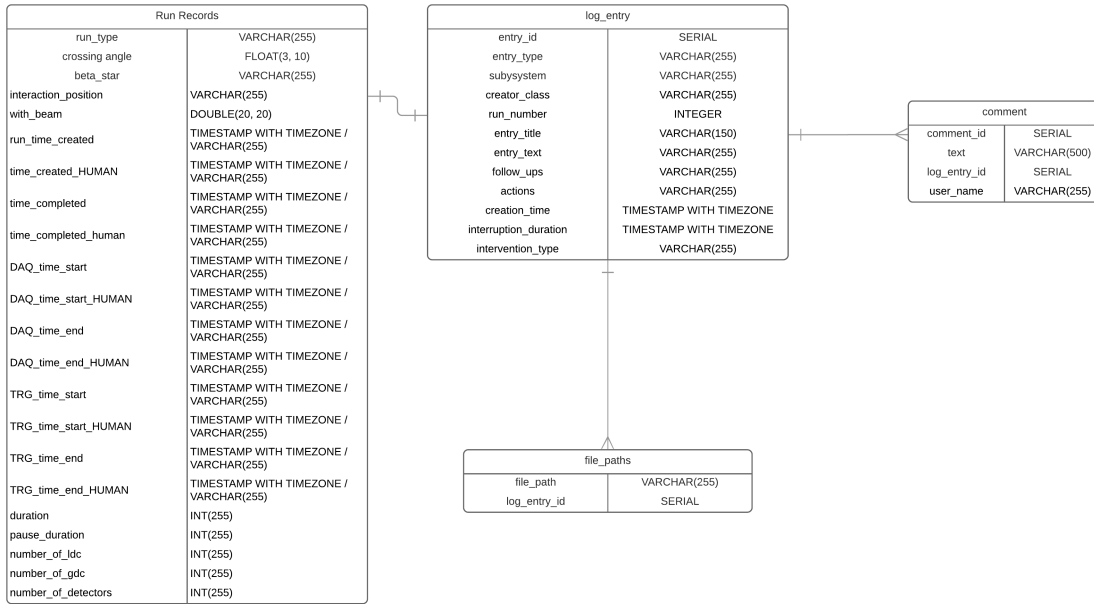 Run Records
run_type VARCHAR(255)
crossing angle FLOAT(3, 10)
beta_star VARCHAR(255)
interaction_position VARCHAR(255)
with_beam DOUBLE(20, 20)
run_time_created TIMESTAMP WITH TIMEZONE /
VARCHAR(255)
time_created_HUMAN TIMESTAMP WITH TIMEZONE /
VARCHAR(255)
time_completed TIMESTAMP WITH TIMEZONE /
VARCHAR(255)
time_completed_human TIMESTAMP WITH TIMEZONE /
VARCHAR(255)
DAQ_time_start TIMESTAMP WITH TIMEZONE /
VARCHAR(255)
DAQ_time_start_HUMAN TIMESTAMP WITH TIMEZONE /
VARCHAR(255)
DAQ_time_end TIMESTAMP WITH TIMEZONE /
VARCHAR(255)
DAQ_time_end_HUMAN TIMESTAMP WITH TIMEZONE /
VARCHAR(255)
TRG_time_start TIMESTAMP WITH TIMEZONE /
VARCHAR(255)
TRG_time_start_HUMAN TIMESTAMP WITH TIMEZONE /
VARCHAR(255)
TRG_time_end TIMESTAMP WITH TIMEZONE /
VARCHAR(255)
TRG_time_end_HUMAN TIMESTAMP WITH TIMEZONE /
VARCHAR(255)
duration INT(255)
pause_duration INT(255)
number_of_ldc INT(255)
number_of_gdc INT(255)
number_of_detectors INT(255)
log_entry
entry_id SERIAL
entry_type VARCHAR(255)
subysystem VARCHAR(255)
creator_class VARCHAR(255)
run_number INTEGER
entry_title VARCHAR(150)
entry_text VARCHAR(255)
follow_ups VARCHAR(255)
actions VARCHAR(255)
creation_time TIMESTAMP WITH TIMEZONE
interruption_duration TIMESTAMP WITH TIMEZONE
intervention_type VARCHAR(255)
comment
comment_id SERIAL
text VARCHAR(500)
log_entry_id SERIAL
user_name VARCHAR(255)
file_paths
file_path VARCHAR(255)
log_entry_id SERIAL